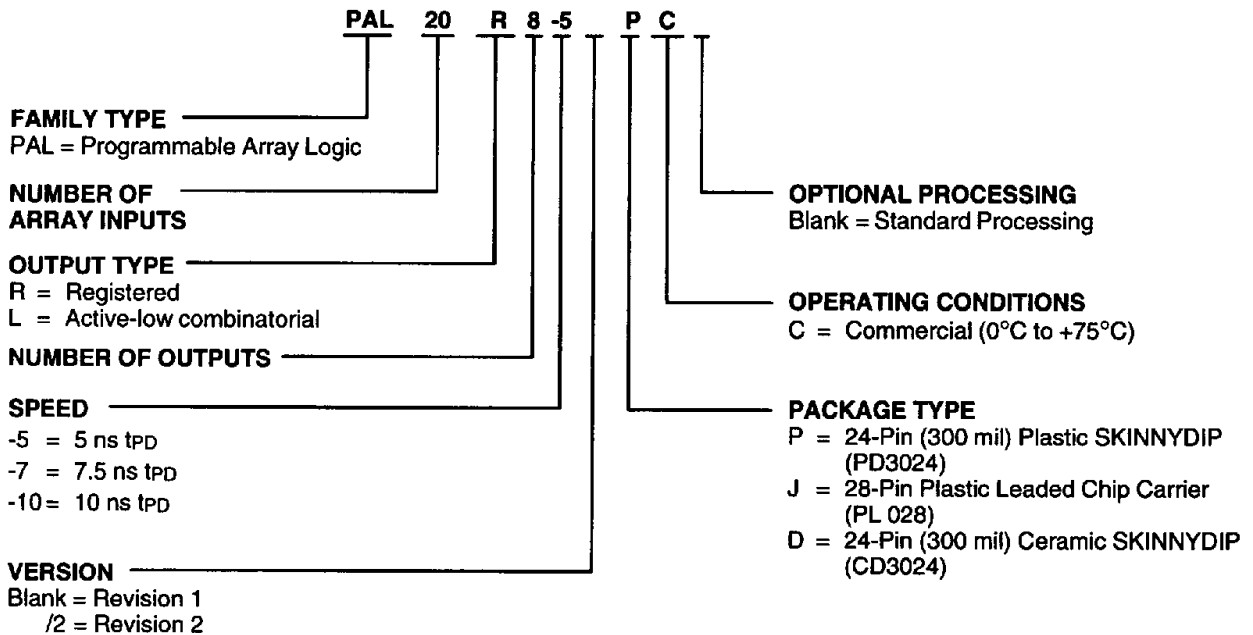 PAL 20 R 8 -5 P C
FAMILY TYPE
PAL = Programmable Array Logic
NUMBER OF
ARRAY INPUTS
OUTPUT TYPE
R = Registered
L = Active-low combinatorial
NUMBER OF OUTPUTS
SPEED
-5 = 5 ns tPD
-7 = 7.5 ns tPD
-10 = 10 ns tPD
VERSION
Blank = Revision 1
/2 = Revision 2
OPTIONAL PROCESSING
Blank = Standard Processing
OPERATING CONDITIONS
C = Commercial (0°C to +75°C)
PACKAGE TYPE
P = 24-Pin (300 mil) Plastic SKINNYDIP
(PD3024)
J = 28-Pin Plastic Leaded Chip Carrier
(PL 028)
D = 24-Pin (300 mil) Ceramic SKINNYDIP
(CD3024)